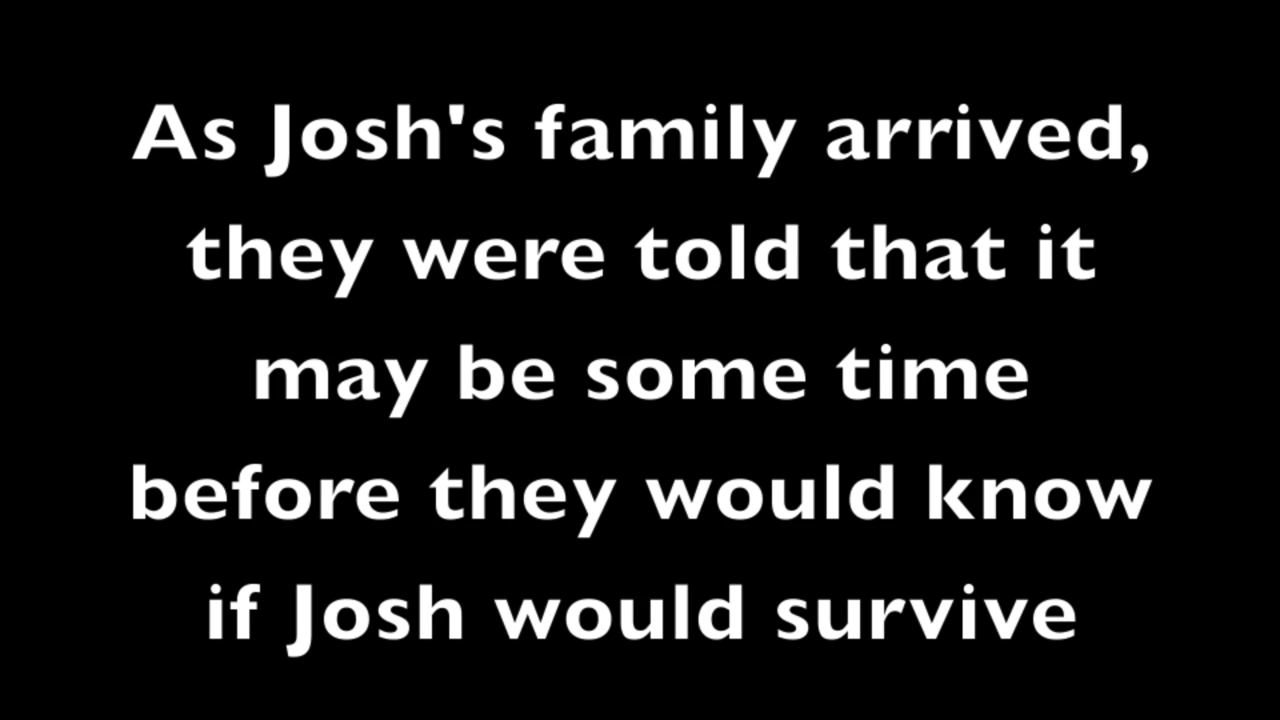 As Josh's family arrived,
they were told that it
may be some time
before they would know
if Josh would survive